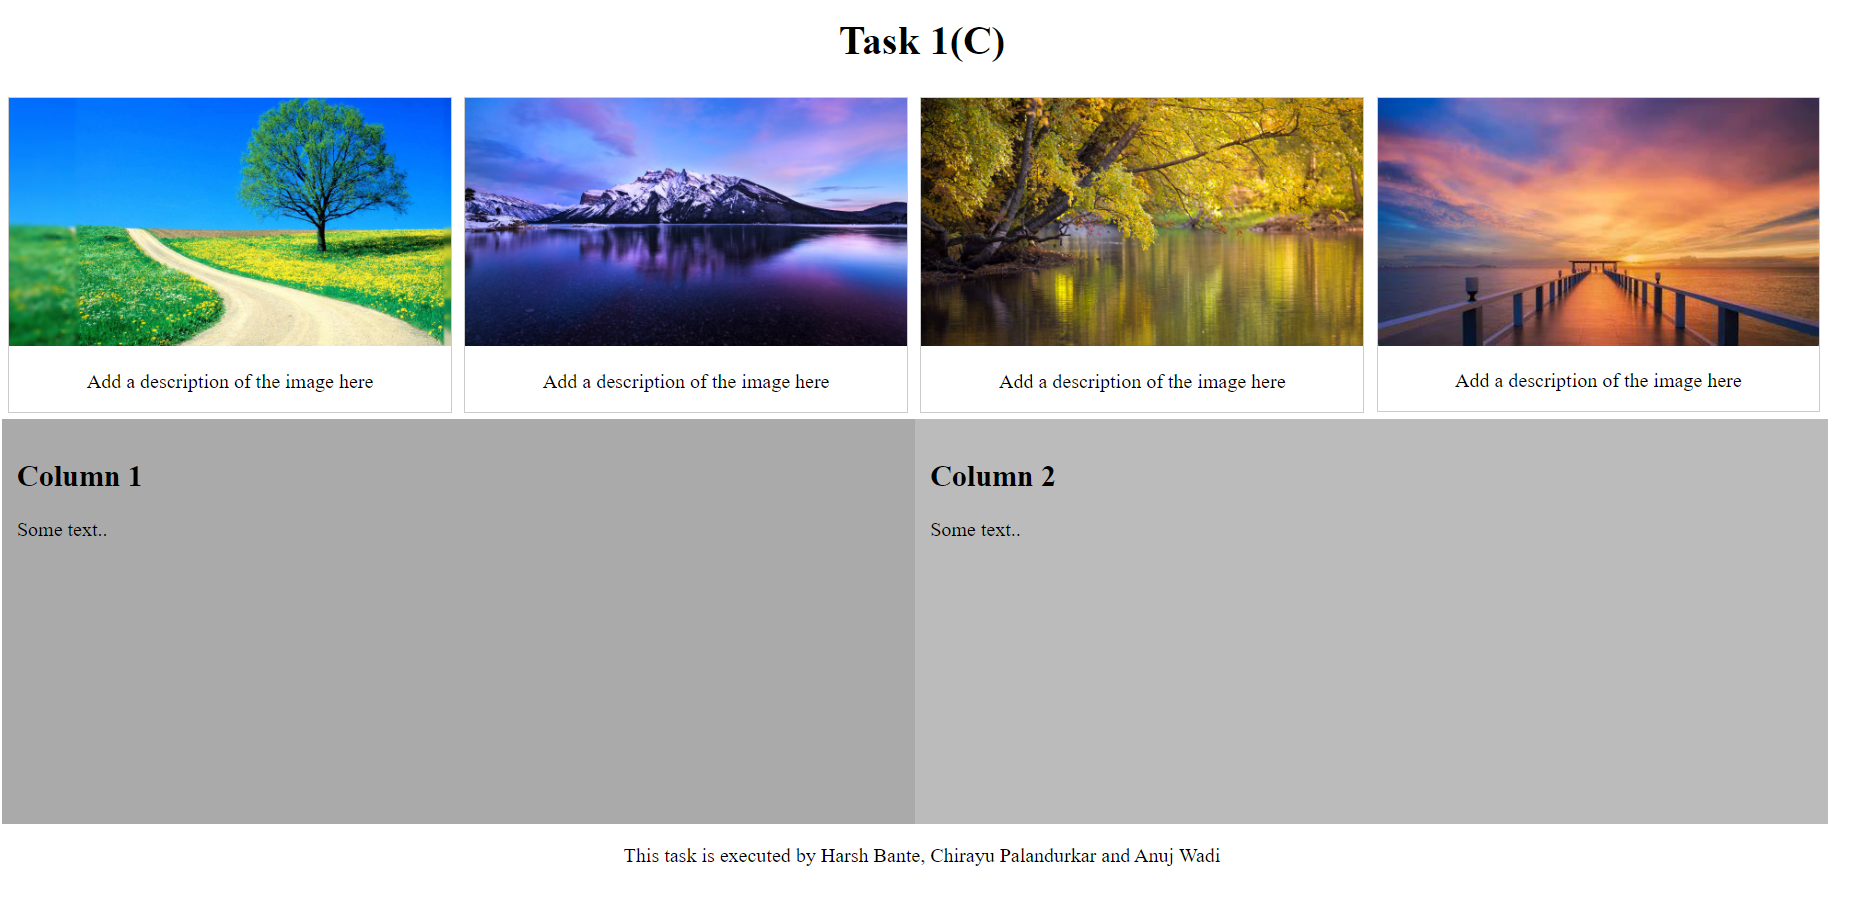 Task 1(C)
Add a description of the image here
Add a description of the image here
Add a description of the image here
Add a description of the image here
Column 1
Some text..
Column 2
Some text..
This task is executed by Harsh Bante, Chirayu Palandurkar and Anuj Wadi